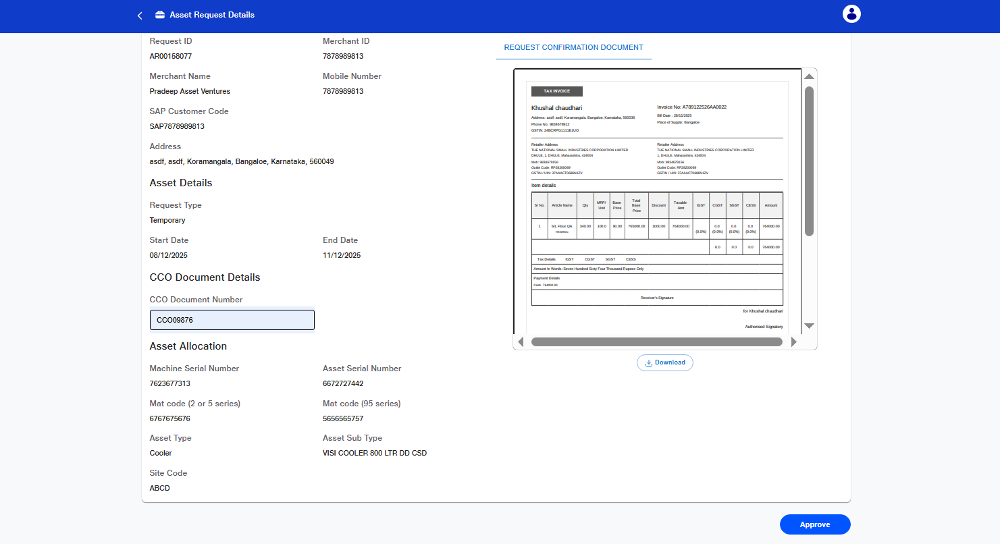 Asset Request Details
Request ID
Merchant ID
AR00158077
7878989813
Merchant Name
Mobile Number
Pradeep Asset Ventures
7878989813
SAP Customer Code
SAP7878989813
Address
asdf, asdf, Koramangala, Bangaloe, Karnataka, 560049
Asset Details
Request Type
Temporary
Start Date
End Date
08/12/2025
11/12/2025
CCO Document Details
CCO Document Number
CCO09876
Asset Allocation
Machine Serial Number
Asset Serial Number
7623677313
6672727442
Mat code (2 or 5 series)
Mat code (95 series)
6767675676
5656565757
Asset Type
Asset Sub Type
Cooler
VISI COOLER 800 LTR DD CSD
Site Code
ABCD
REQUEST CONFIRMATION DOCUMENT
TAX INVOICE
Khushal chaudhari
Address: asdf, asdf, Koramangala, Bangaloe, Karnataka, 560036
Phone No: 9834678912
GSTIN: 24BCRPG1111E1UO
Invoice No: A789122526AA0022
Bill Date : 28/11/2025
Place of Supply: Bangaloe
Retailer Address
THE NATIONAL SMALL INDUSTRIES CORPORATION LIMITED
DHULE, 1, DHULE, Maharashtra, 424004
Mob: 9834679156
Outlet Code: RP28200069
GSTIN / UIN: 37AAACT0686N1ZV
Retailer Address
THE NATIONAL SMALL INDUSTRIES CORPORATION LIMITED
1, DHULE, Maharashtra, 424004
Mob: 9834679156
Outlet Code: RP28200069
GSTIN / UIN: 37AAACT0686N1ZV
Item details
Sr No. Article Name Qty MRP/ Unit Base Price Total Base Price Discount Taxable Amt IGST CGST SGST CESS Amount
1 SIL Flour QA 340.00 100.0 90.00 765000.00 1000.00 764000.00 0.0 0.0 0.0 764000.00
(0.0%) (0.0%) (0.0%) (0.0%)
0.0 0.0 0.0 764000.00
Tax Details IGST CGST SGST CESS
Amount In Words :Seven Hundred Sixty Four Thousand Rupees Only
Payment Details
Cash 764000.00
Receiver's Signature
for Khushal chaudhari
Authorised Signatory
Download
Approve